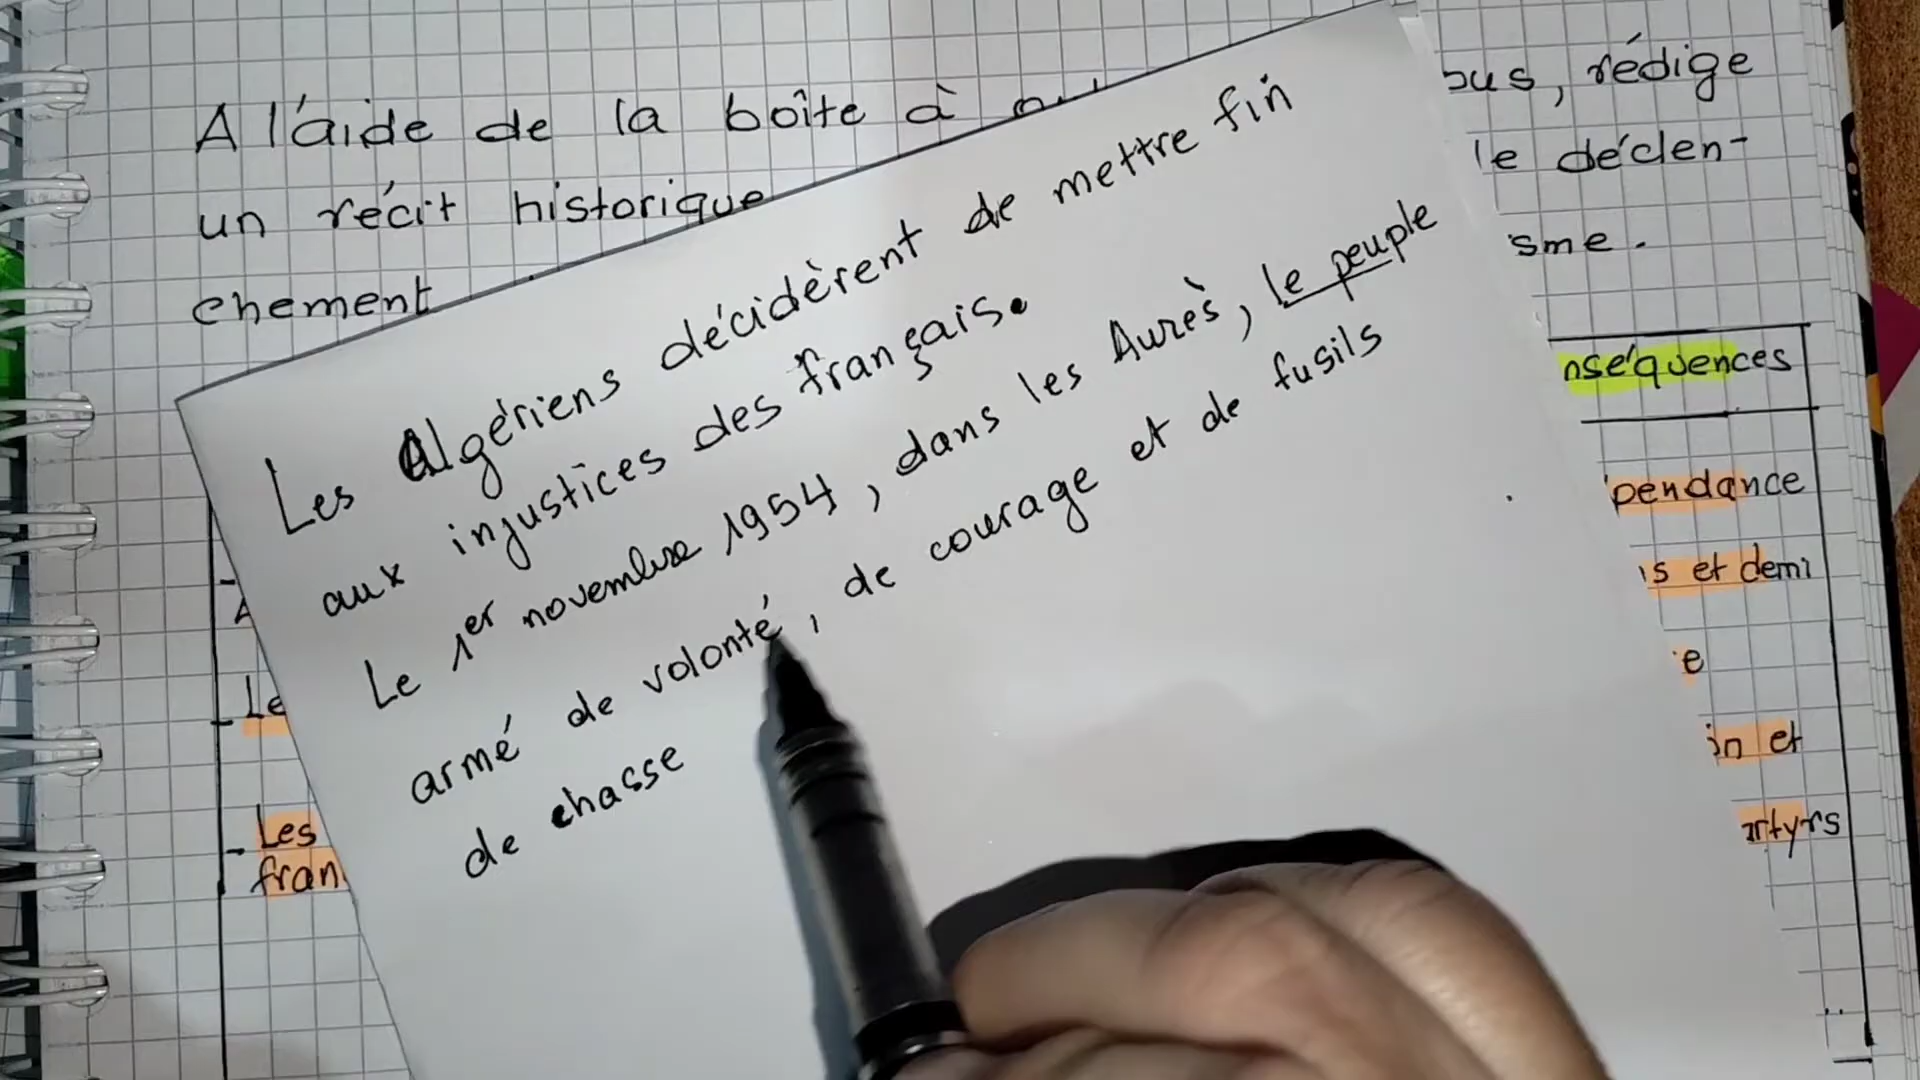 A l'aide de la boîte à
ous, rédige
un récit historique
le déclen-
chement
sme.
Les Algériens décidèrent de mettre fin
aux injustices des français.
Le 1er novembre 1954, dans les Aurès, le peuple
armé de volonté, de courage et de fusils
de chasse
nséquences
pendance
is et demi
e
in et
artyrs
- Le
- Les
fran